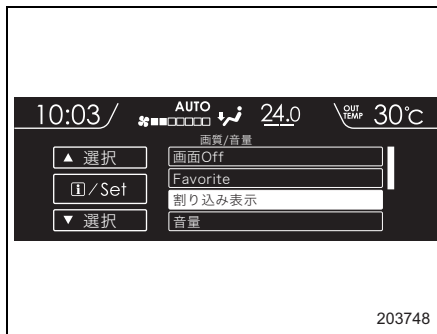 10:03
AUTO
24.0
OUT TEMP
30℃
画質/音量
▲ 選択
画面Off
i/Set
Favorite
割り込み表示
▼ 選択
音量
203748